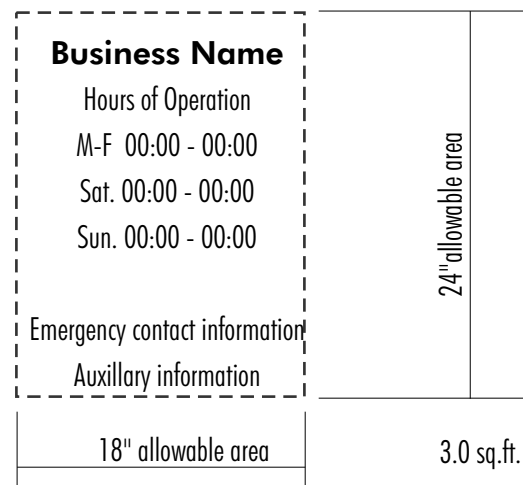 Business Name
Hours of Operation
M-F 00:00 - 00:00
Sat. 00:00 - 00:00
Sun. 00:00 - 00:00
Emergency contact information
Auxillary information
24"allowable area
18" allowable area
3.0 sq.ft.